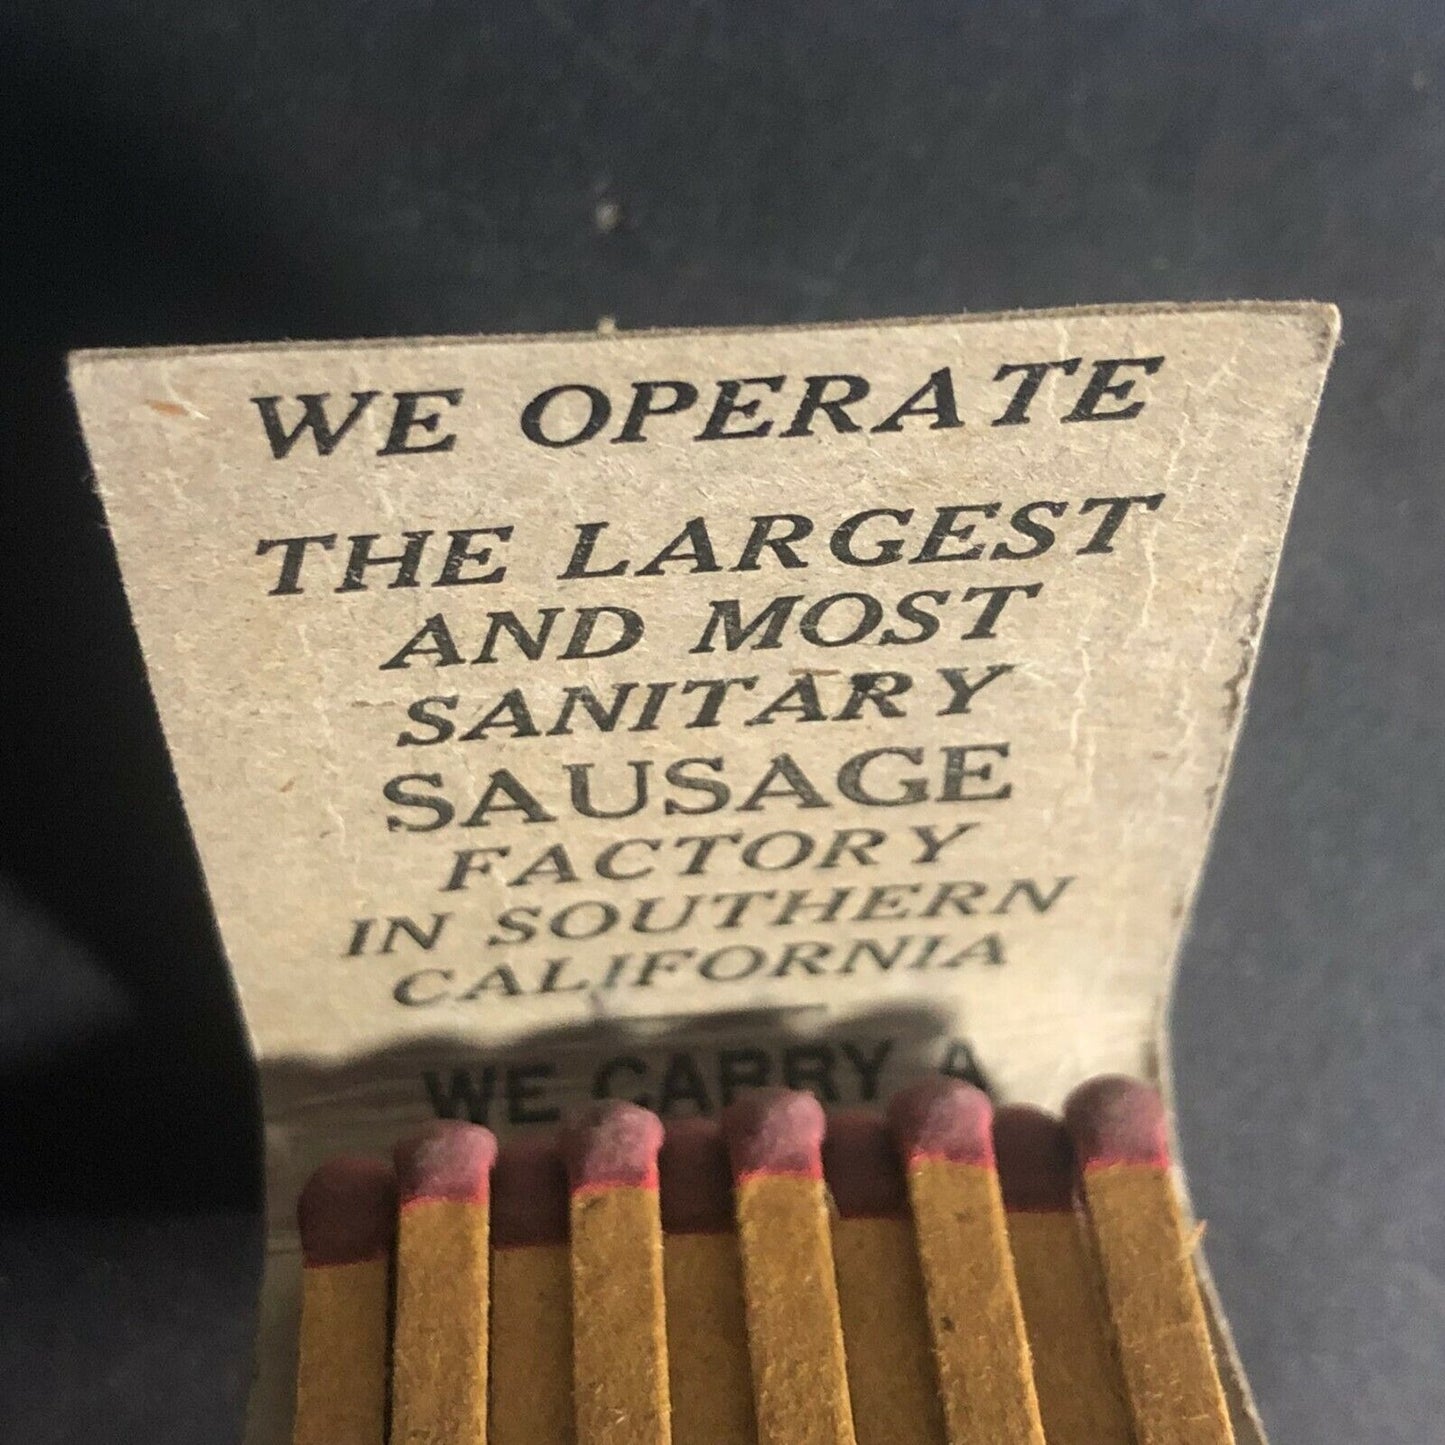 WE OPERATE
THE LARGEST
AND MOST
SANITARY
SAUSAGE
FACTORY
IN SOUTHERN
CALIFORNIA
WE CARRY A